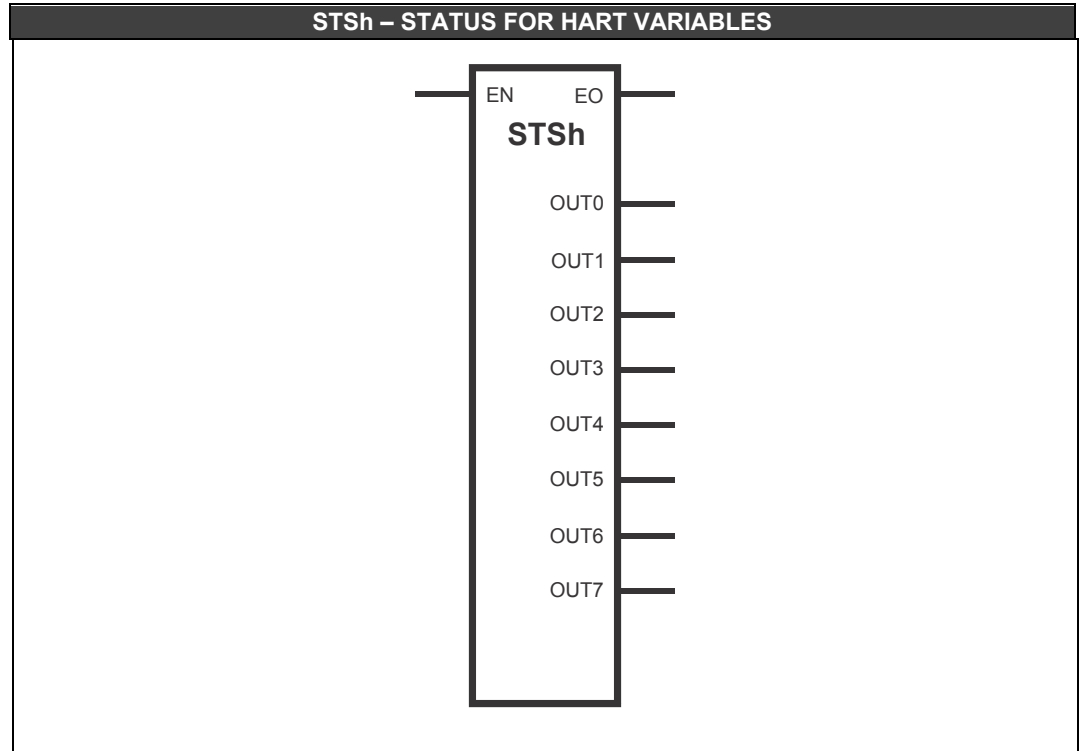 STSh – STATUS FOR HART VARIABLES
EN EO
STSh
OUT0
OUT1
OUT2
OUT3
OUT4
OUT5
OUT6
OUT7